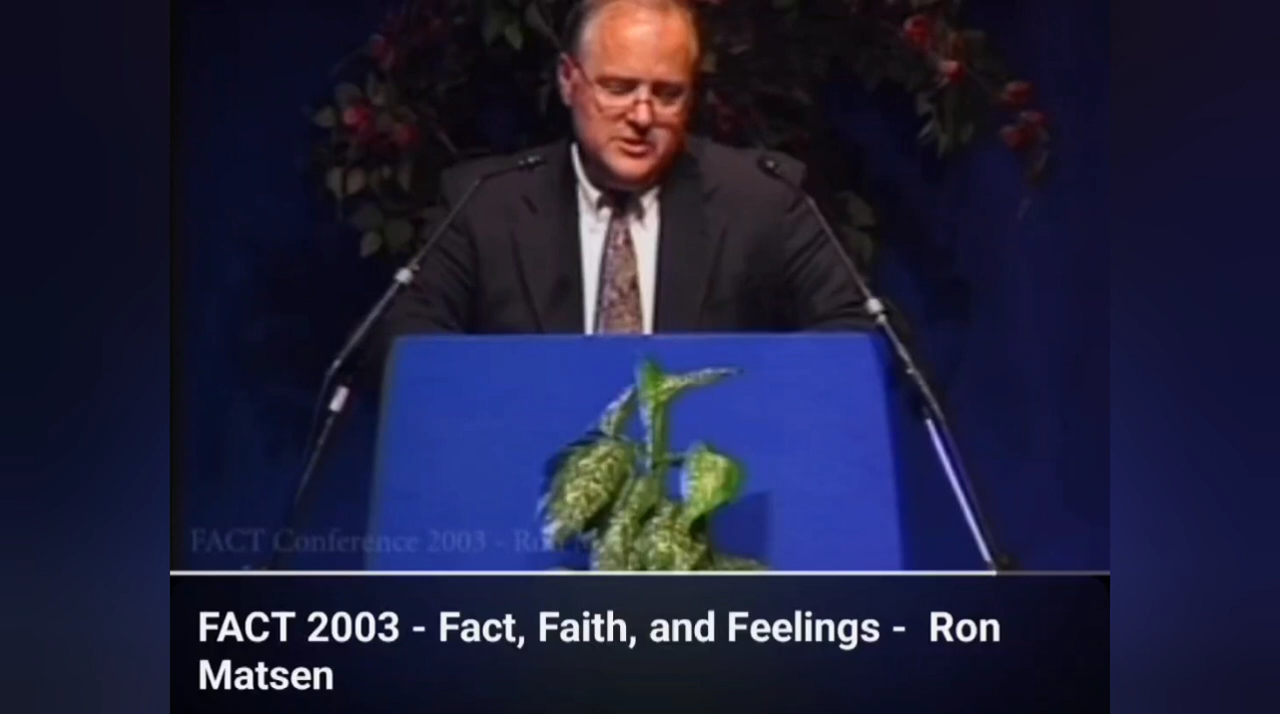 FACT Conference 2003 -
FACT 2003 - Fact, Faith, and Feelings - Ron
Matsen